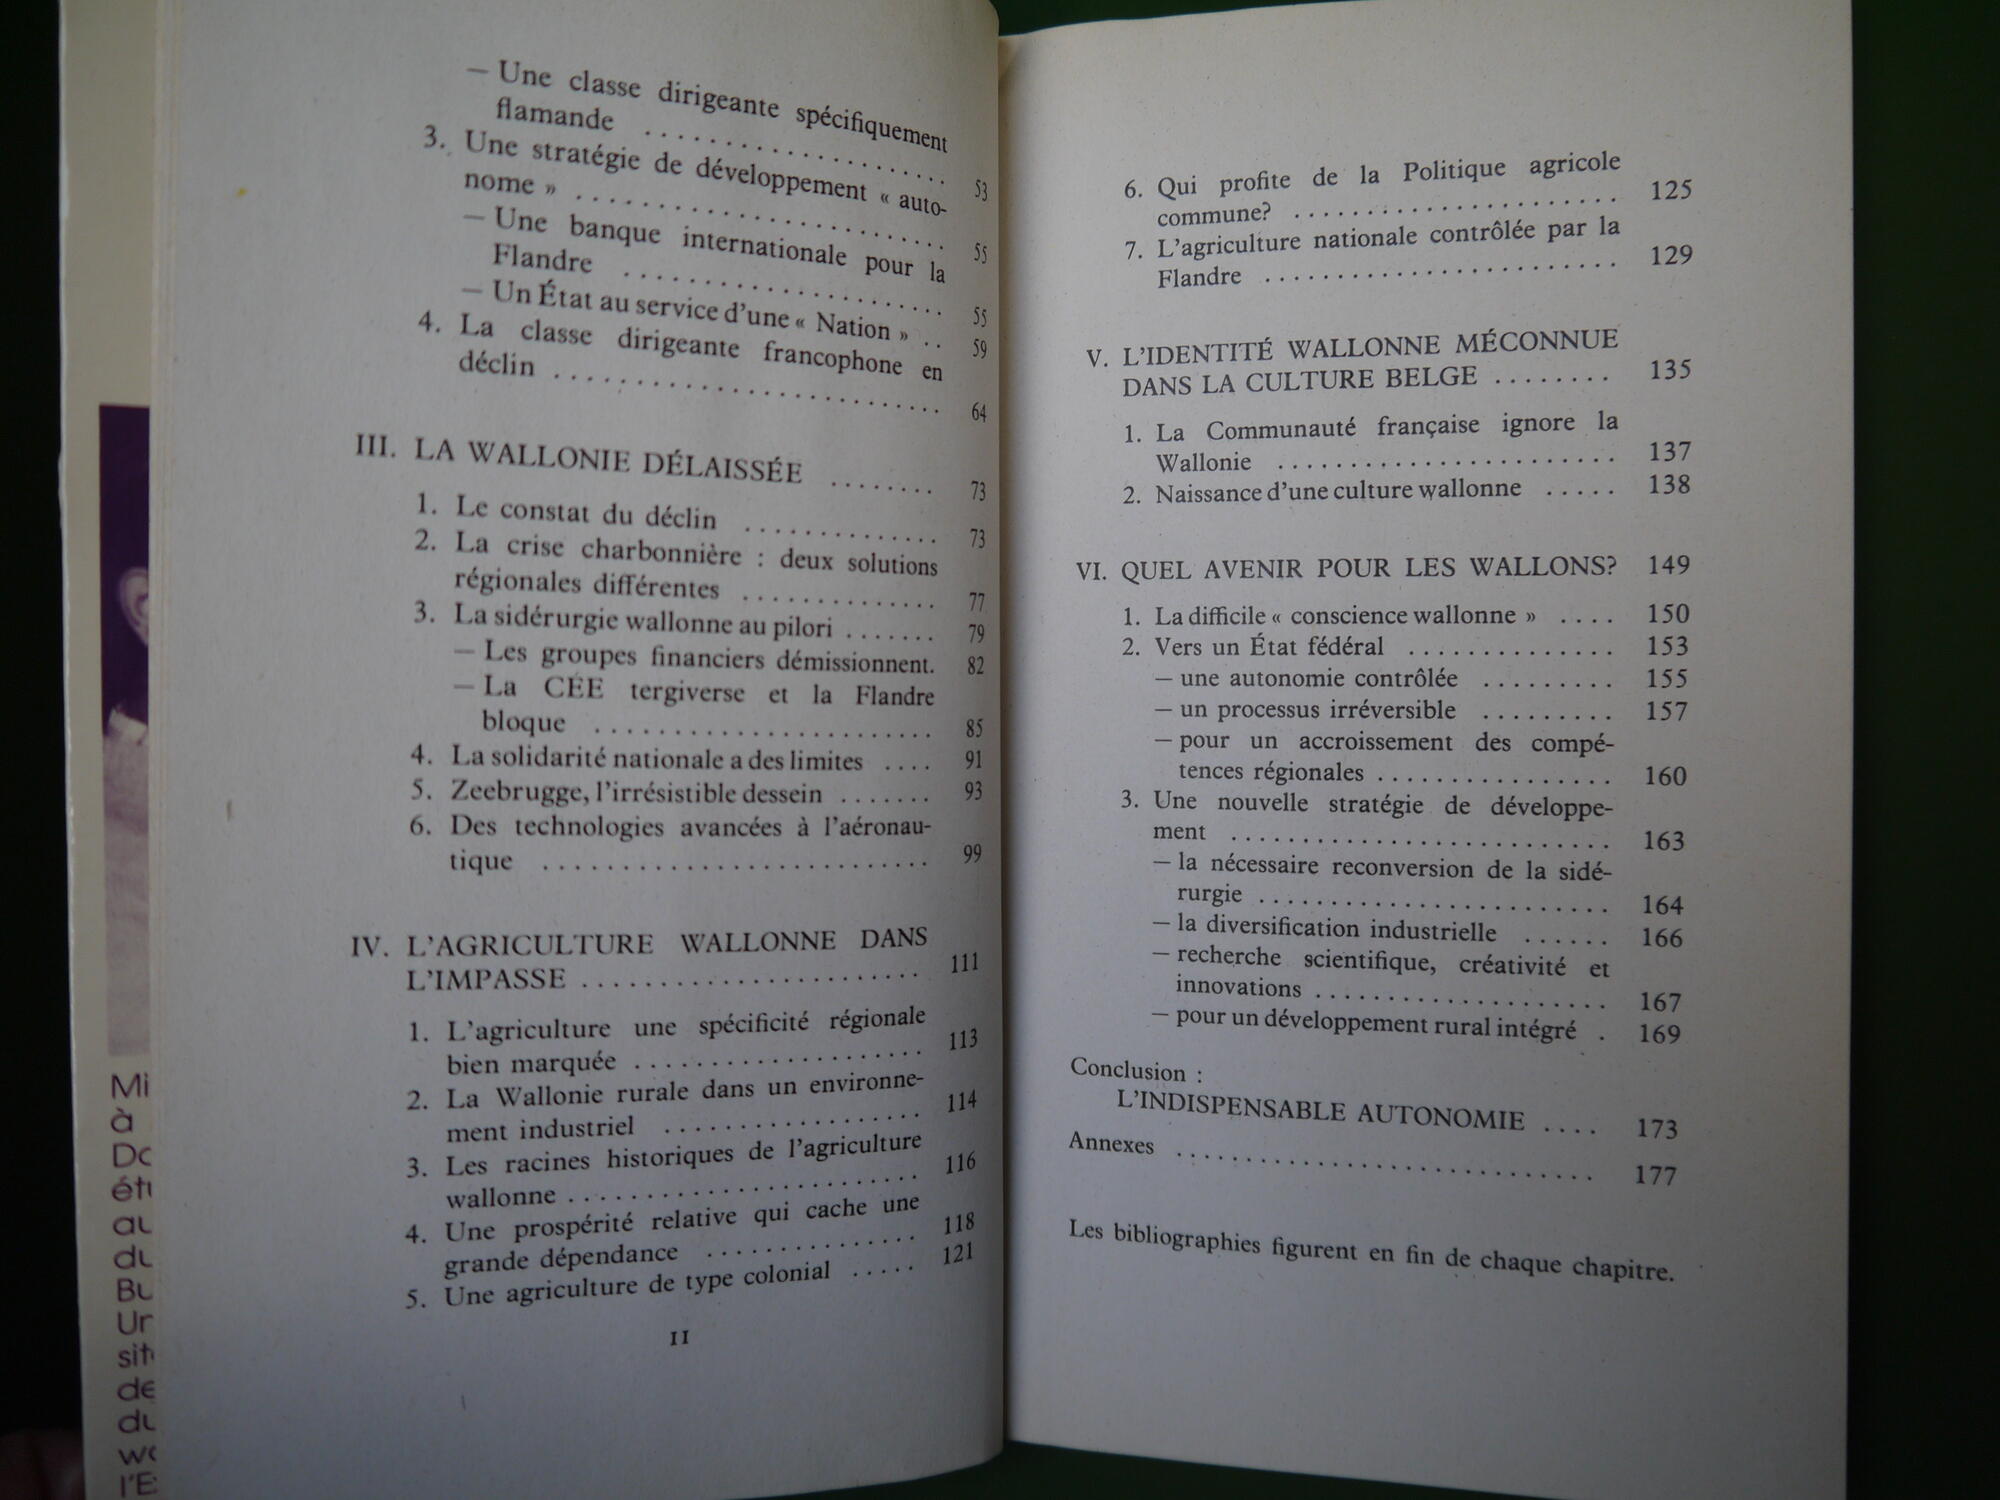 — Une classe dirigeante spécifiquement
flamande .................. 53
3. Une stratégie de développement « auto-
nome » ...................... 55
— Une banque internationale pour la
Flandre .................... 55
— Un État au service d'une « Nation » .. 59
4. La classe dirigeante francophone en
déclin ....................... 64
III. LA WALLONIE DÉLAISSÉE ........ 73
1. Le constat du déclin .............. 73
2. La crise charbonnière : deux solutions
régionales différentes .............. 77
3. La sidérurgie wallonne au pilori ....... 79
— Les groupes financiers démissionnent. 82
— La CEE tergiverse et la Flandre
bloque ........................ 85
4. La solidarité nationale a des limites .... 91
5. Zeebrugge, l'irrésistible dessein ....... 93
6. Des technologies avancées à l'aéronau-
tique ............................ 99
IV. L'AGRICULTURE WALLONNE DANS
L'IMPASSE ...................... 111
1. L'agriculture une spécificité régionale
bien marquée .................... 113
2. La Wallonie rurale dans un environne-
ment industriel .................. 114
3. Les racines historiques de l'agriculture
wallonne ........................ 116
4. Une prospérité relative qui cache une
grande dépendance ............... 118
5. Une agriculture de type colonial ..... 121
II
6. Qui profite de la Politique agricole
commune? ...................... 125
7. L'agriculture nationale contrôlée par la
Flandre ......................... 129
V. L'IDENTITÉ WALLONNE MÉCONNUE
DANS LA CULTURE BELGE ........ 135
1. La Communauté française ignore la
Wallonie ........................ 137
2. Naissance d'une culture wallonne ..... 138
VI. QUEL AVENIR POUR LES WALLONS? 149
1. La difficile « conscience wallonne » .... 150
2. Vers un État fédéral ............... 153
— une autonomie contrôlée ......... 155
— un processus irréversible ......... 157
— pour un accroissement des compé-
tences régionales ................ 160
3. Une nouvelle stratégie de développe-
ment ........................... 163
— la nécessaire reconversion de la sidé-
rurgie ......................... 164
— la diversification industrielle ...... 166
— recherche scientifique, créativité et
innovations ..................... 167
— pour un développement rural intégré . 169
Conclusion :
L'INDISPENSABLE AUTONOMIE .... 173
Annexes .............................. 177
Les bibliographies figurent en fin de chaque chapitre.
Mi
à
Do
au
du
Ur
de
du